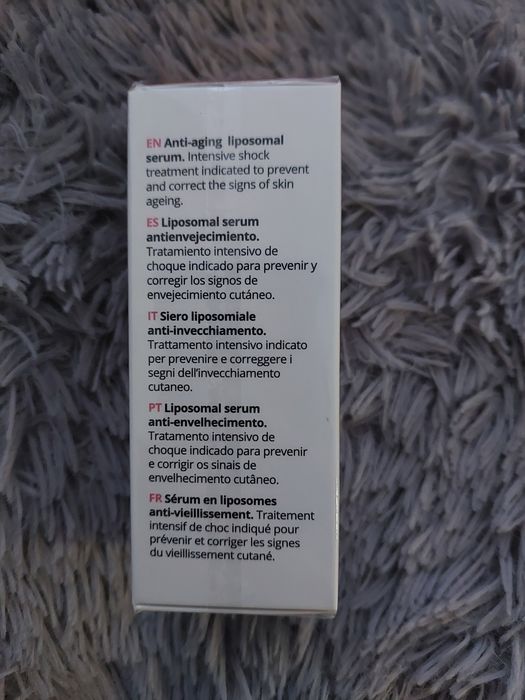 EN Anti-aging liposomal
serum. Intensive shock
treatment indicated to prevent
and correct the signs of skin
ageing.
ES Liposomal serum
antienvejecimiento.
Tratamiento intensivo de
choque indicado para prevenir y
corregir los signos de
envejecimiento cutáneo.
IT Siero liposomiale
anti-invecchiamento.
Trattamento intensivo indicato
per prevenire e correggere i
segni dell'invecchiamento
cutaneo.
PT Liposomal serum
anti-envelhecimento.
Tratamento intensivo de
choque indicado para prevenir
e corrigir os sinais de
envelhecimento cutâneo.
FR Sérum en liposomes
anti-vieillissement. Traitement
intensif de choc indiqué pour
prévenir et corriger les signes
du vieillissement cutané.